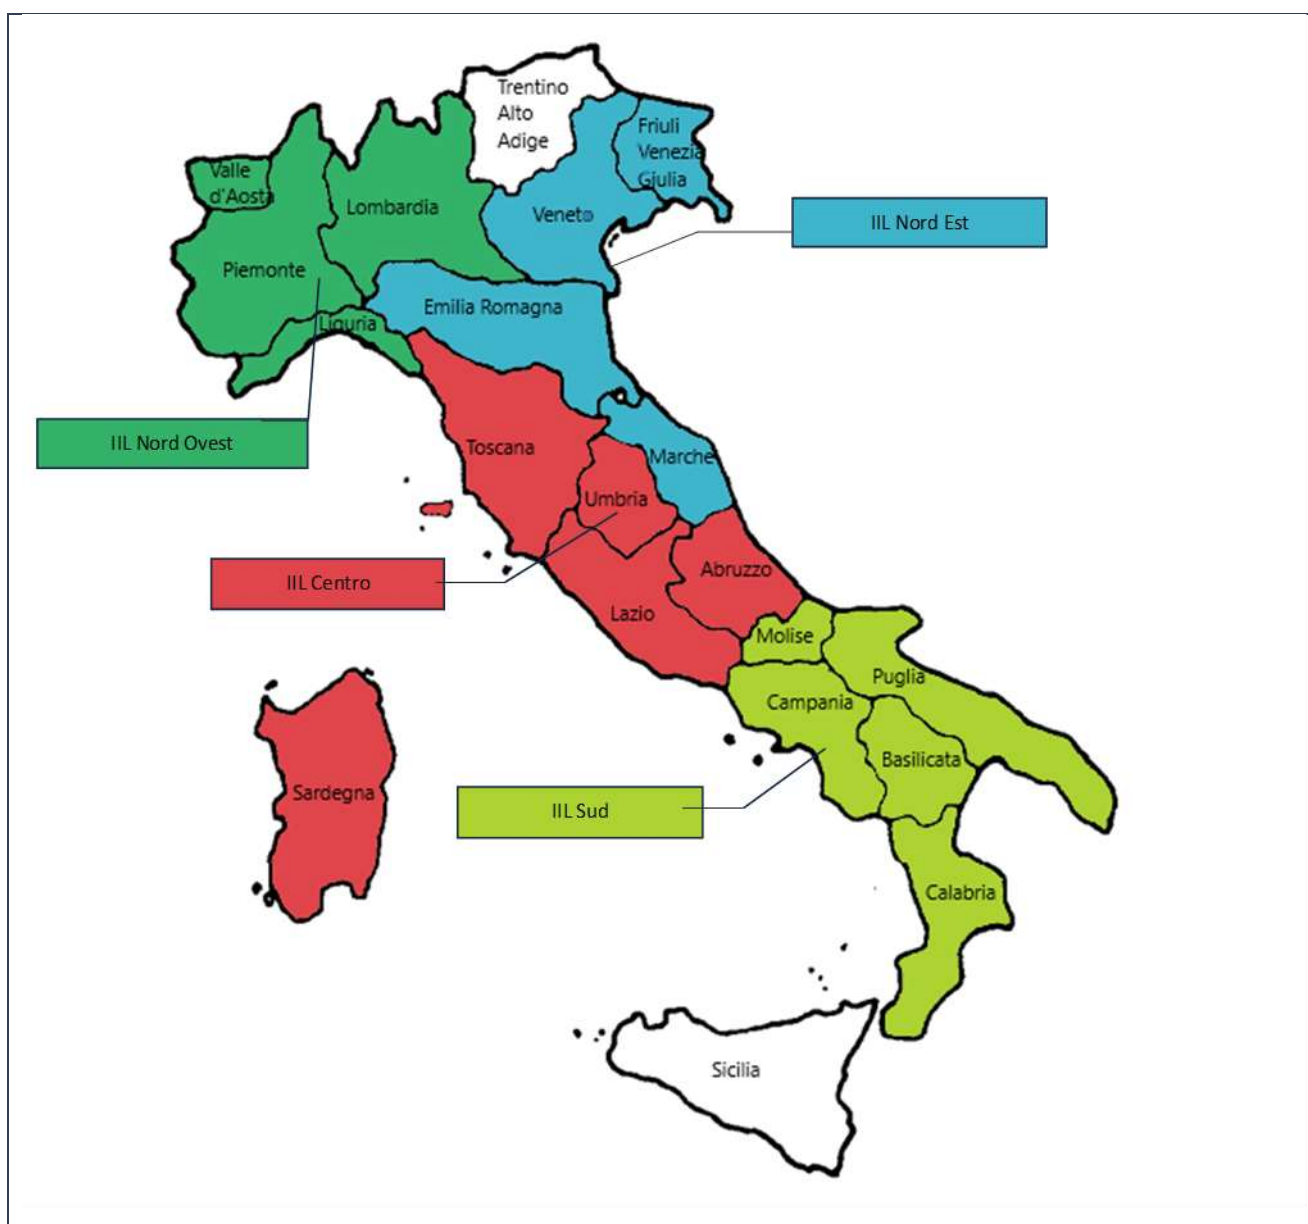 Trentino
Alto
Adige
Friuli
Venezia
Giulia
Valle
d'Aosta
Lombardia
Veneto
IIL Nord Est
Piemonte
Emilia Romagna
Liguria
IIL Nord Ovest
Toscana
Marche
Umbria
Abruzzo
IIL Centro
Lazio
Molise
Puglia
Campania
Basilicata
Sardegna
IIL Sud
Calabria
Sicilia